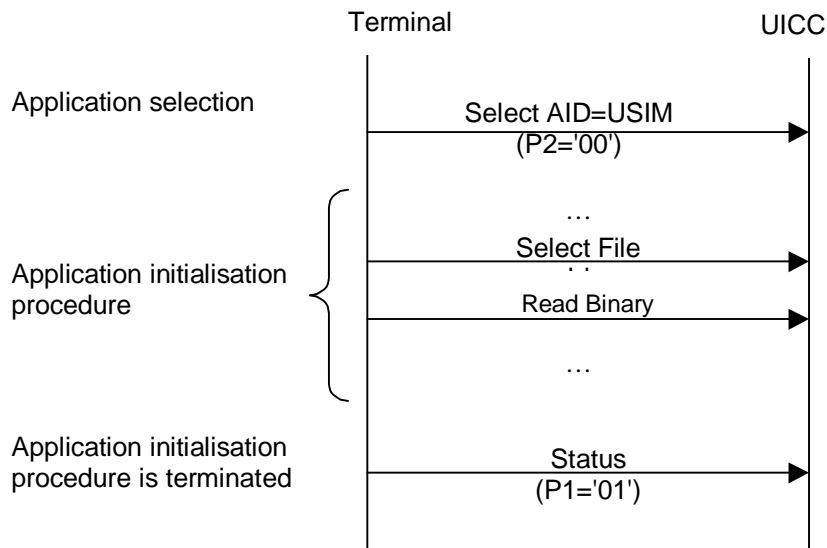 Terminal
UICC
Application selection
Select AID=USIM
(P2='00')
…
Select File
. .
Application initialisation
procedure
Read Binary
…
Application initialisation
procedure is terminated
Status
(P1='01')